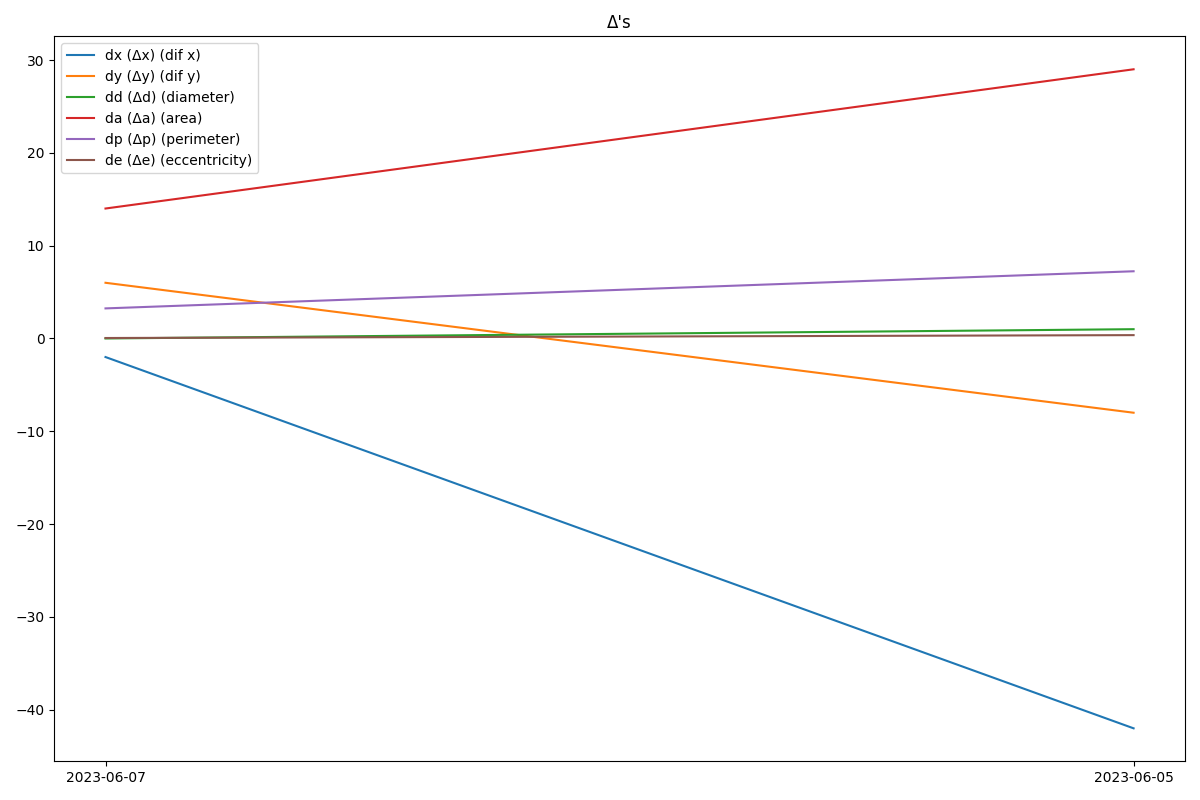 Δ's
dx (Δx) (dif x)
dy (Δy) (dif y)
dd (Δd) (diameter)
da (Δa) (area)
dp (Δp) (perimeter)
de (Δe) (eccentricity)
30
20
10
0
−10
−20
−30
−40
2023-06-07 2023-06-05